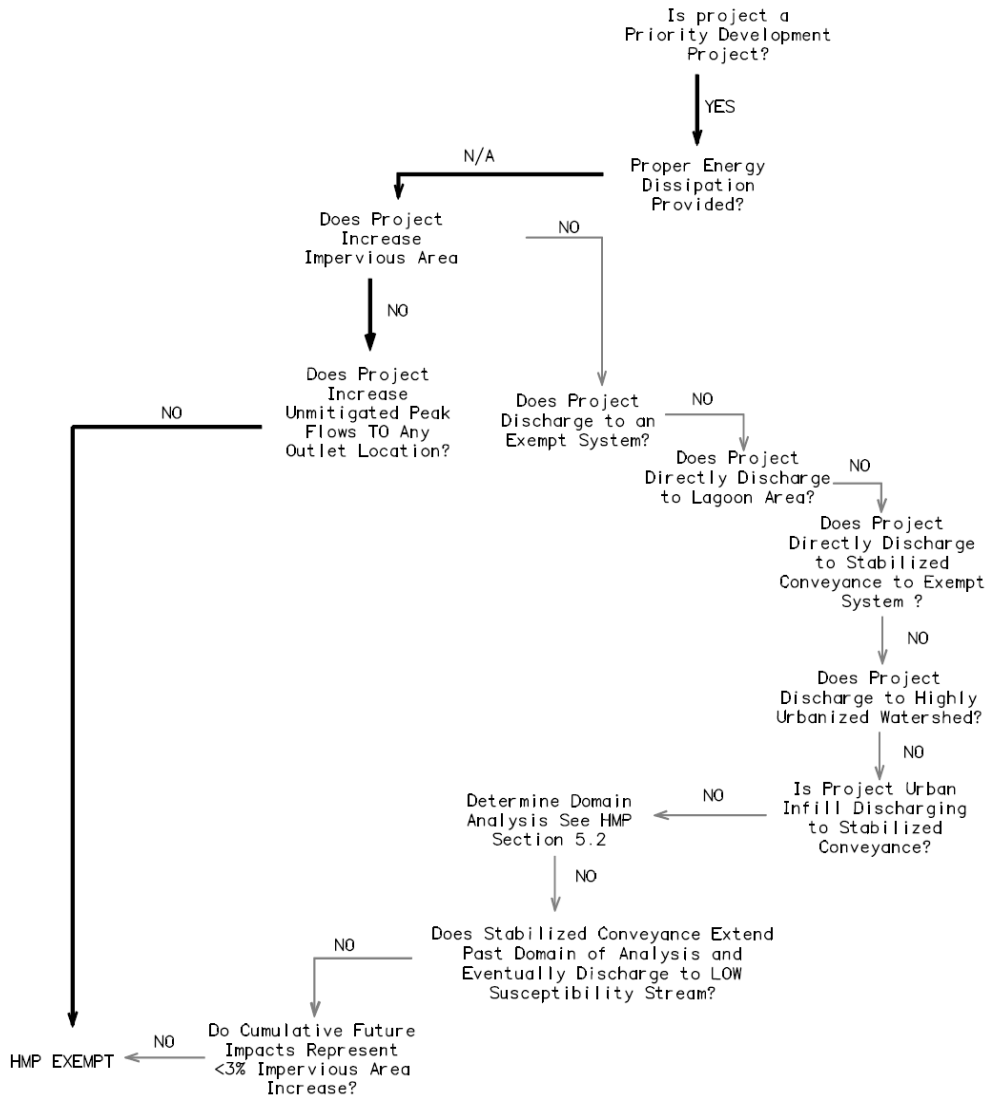 Is project a
Priority Development
Project?
YES
N/A
Proper Energy
Dissipation
Provided?
Does Project
Increase
Impervious Area
NO
NO
Does Project
Increase
Unmitigated Peak
Flows TO Any
Outlet Location?
NO
Does Project
Discharge to an
Exempt System?
NO
Does Project
Directly Discharge
to Lagoon Area?
NO
Does Project
Directly Discharge
to Stabilized
Conveyance to Exempt
System ?
NO
Does Project
Discharge to Highly
Urbanized Watershed?
NO
Is Project Urban
Infill Discharging
to Stabilized
Conveyance?
NO
Determine Domain
Analysis See HMP
Section 5.2
NO
Does Stabilized Conveyance Extend
Past Domain of Analysis and
Eventually Discharge to LOW
Susceptibility Stream?
NO
Do Cumulative Future
Impacts Represent
<3% Impervious Area
Increase?
NO
HMP EXEMPT